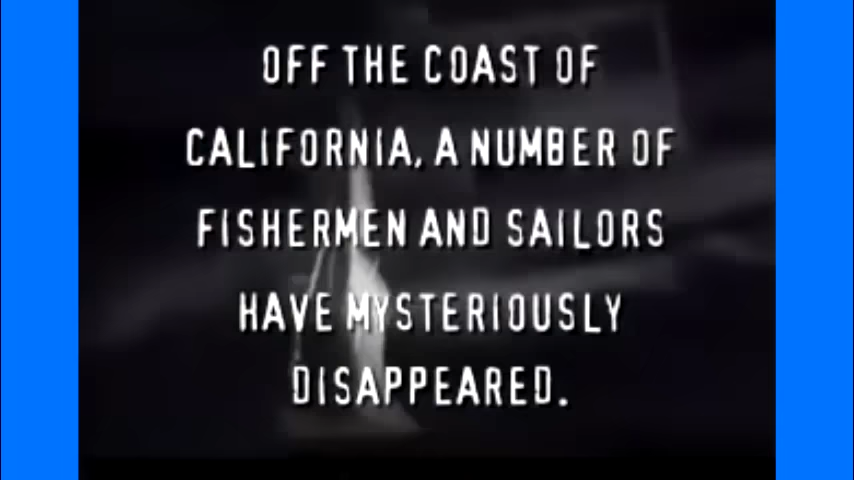 OFF THE COAST OF
CALIFORNIA, A NUMBER OF
FISHERMEN AND SAILORS
HAVE MYSTERIOUSLY
DISAPPEARED.